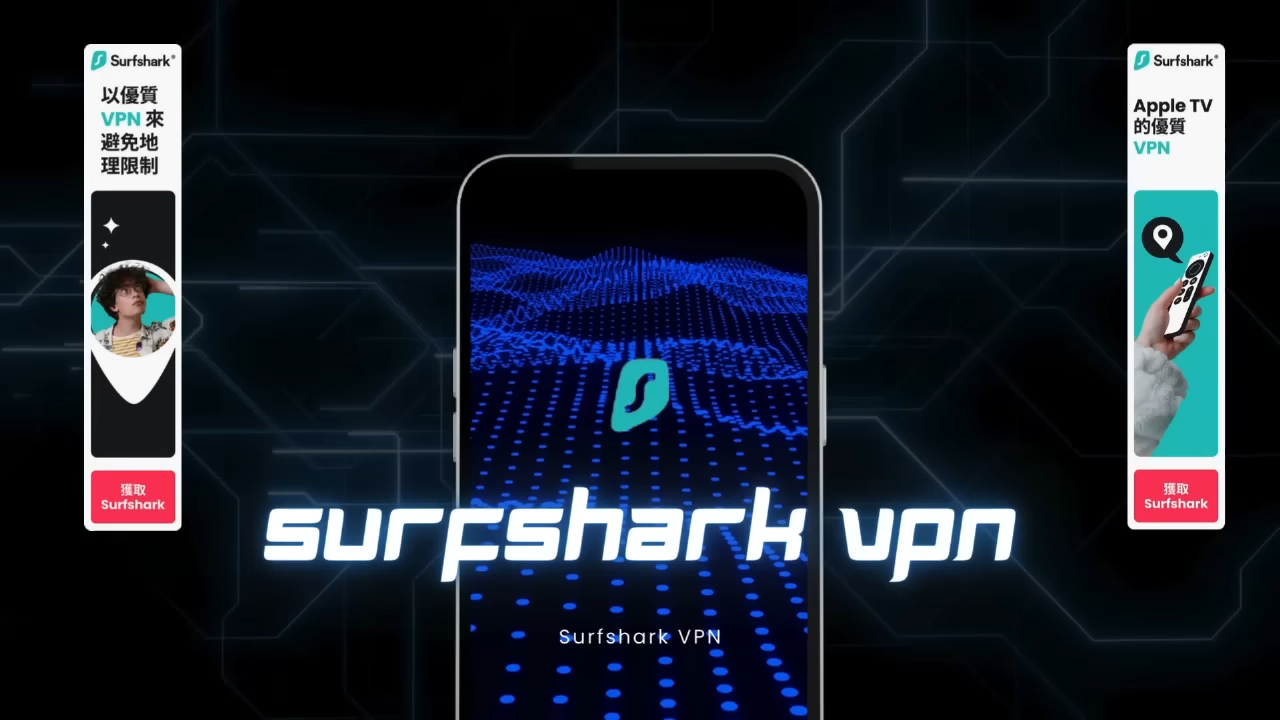 Surfshark®
以優質
VPN 來
避免地
理限制
獲取
Surfshark
Surfshark®
Apple TV
的優質
VPN
獲取
Surfshark
surfshark vpn
Surfshark VPN